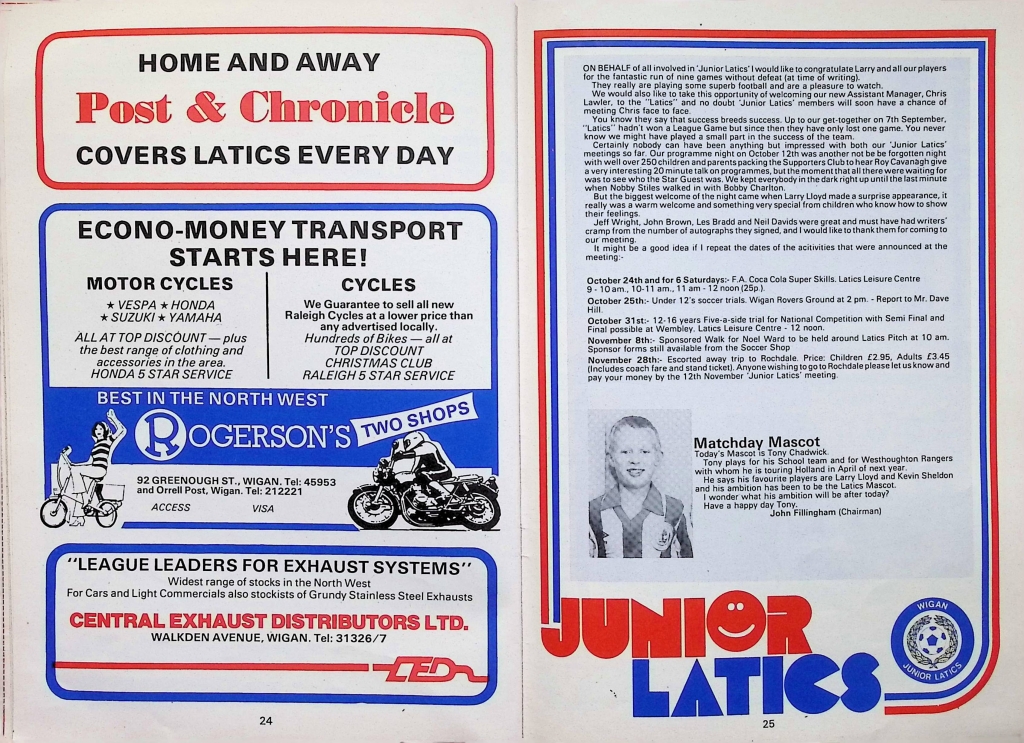 HOME AND AWAY
Post & Chronicle
COVERS LATICS EVERY DAY
ECONO-MONEY TRANSPORT
STARTS HERE!
MOTOR CYCLES
★ VESPA ★ HONDA
★ SUZUKI ★ YAMAHA
ALL AT TOP DISCOUNT — plus
the best range of clothing and
accessories in the area.
HONDA 5 STAR SERVICE
CYCLES
We Guarantee to sell all new
Raleigh Cycles at a lower price than
any advertised locally.
Hundreds of Bikes — all at
TOP DISCOUNT
CHRISTMAS CLUB
RALEIGH 5 STAR SERVICE
BEST IN THE NORTH WEST
ROGERSON'S
TWO SHOPS
92 GREENOUGH ST., WIGAN. Tel: 45953
and Orrell Post, Wigan. Tel: 212221
ACCESS VISA
"LEAGUE LEADERS FOR EXHAUST SYSTEMS"
Widest range of stocks in the North West
For Cars and Light Commercials also stockists of Grundy Stainless Steel Exhausts
CENTRAL EXHAUST DISTRIBUTORS LTD.
WALKDEN AVENUE, WIGAN. Tel: 31326/7
CED
24
ON BEHALF of all involved in 'Junior Latics' I would like to congratulate Larry and all our players
for the fantastic run of nine games without defeat (at time of writing).
They really are playing some superb football and are a pleasure to watch.
We would also like to take this opportunity of welcoming our new Assistant Manager, Chris
Lawler, to the "Latics" and no doubt 'Junior Latics' members will soon have a chance of
meeting Chris face to face.
You know they say that success breeds success. Up to our get-together on 7th September,
"Latics" hadn't won a League Game but since then they have only lost one game. You never
know we might have played a small part in the success of the team.
Certainly nobody can have been anything but impressed with both our 'Junior Latics'
meetings so far. Our programme night on October 12th was another not be be forgotten night
with well over 250 children and parents packing the Supporters Club to hear Roy Cavanagh give
a very interesting 20 minute talk on programmes, but the moment that all there were waiting for
was to see who the Star Guest was. We kept everybody in the dark right up until the last minute
when Nobby Stiles walked in with Bobby Charlton.
But the biggest welcome of the night came when Larry Lloyd made a surprise appearance, it
really was a warm welcome and something very special from children who know how to show
their feelings.
Jeff Wright, John Brown, Les Bradd and Neil Davids were great and must have had writers'
cramp from the number of autographs they signed, and I would like to thank them for coming to
our meeting.
It might be a good idea if I repeat the dates of the acitivities that were announced at the
meeting:-
October 24th and for 6 Saturdays:- F.A. Coca Cola Super Skills. Latics Leisure Centre
9 - 10 am., 10-11 am., 11 am - 12 noon (25p.).
October 25th:- Under 12's soccer trials. Wigan Rovers Ground at 2 pm. - Report to Mr. Dave
Hill.
October 31st:- 12-16 years Five-a-side trial for National Competition with Semi Final and
Final possible at Wembley. Latics Leisure Centre - 12 noon.
November 8th:- Sponsored Walk for Noel Ward to be held around Latics Pitch at 10 am.
Sponsor forms still available from the Soccer Shop
November 28th:- Escorted away trip to Rochdale. Price: Children £2.95, Adults £3.45
(Includes coach fare and stand ticket). Anyone wishing to go to Rochdale please let us know and
pay your money by the 12th November 'Junior Latics' meeting.
Matchday Mascot
Today's Mascot is Tony Chadwick.
Tony plays for his School team and for Westhoughton Rangers
with whom he is touring Holland in April of next year.
He says his favourite players are Larry Lloyd and Kevin Sheldon
and his ambition has been to be the Latics Mascot.
I wonder what his ambition will be after today?
Have a happy day Tony.
John Fillingham (Chairman)
JUNIOR
LATICS
WIGAN
JUNIOR LATICS
25